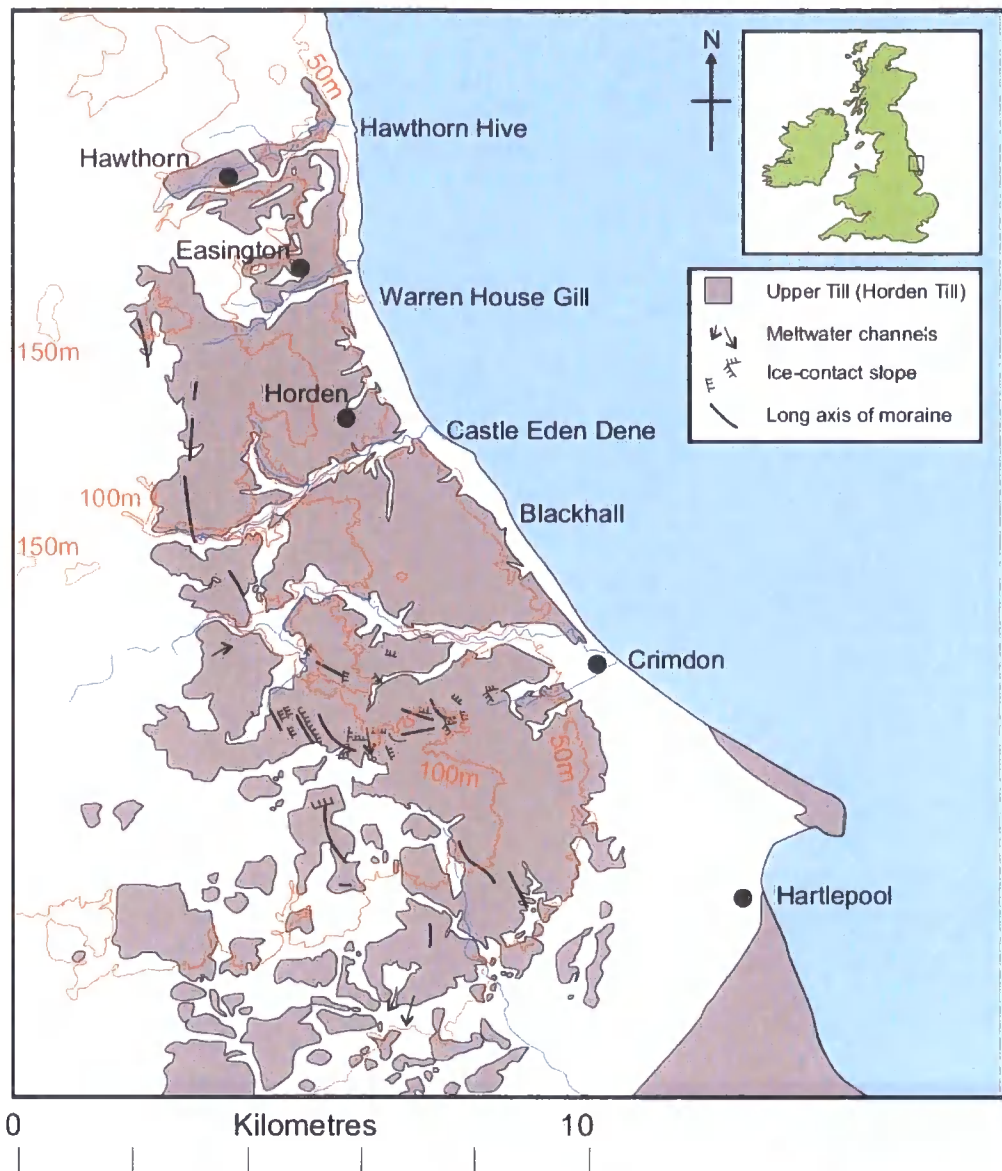 N
50m
Hawthorn Hive
Hawthorn
Easington
Warren House Gill
Upper Till (Horden Till)
Meltwater channels
Ice-contact slope
Long axis of moraine
150m
Horden
Castle Eden Dene
100m
Blackhall
150m
Crimdon
50m
100m
Hartlepool
0 Kilometres 10